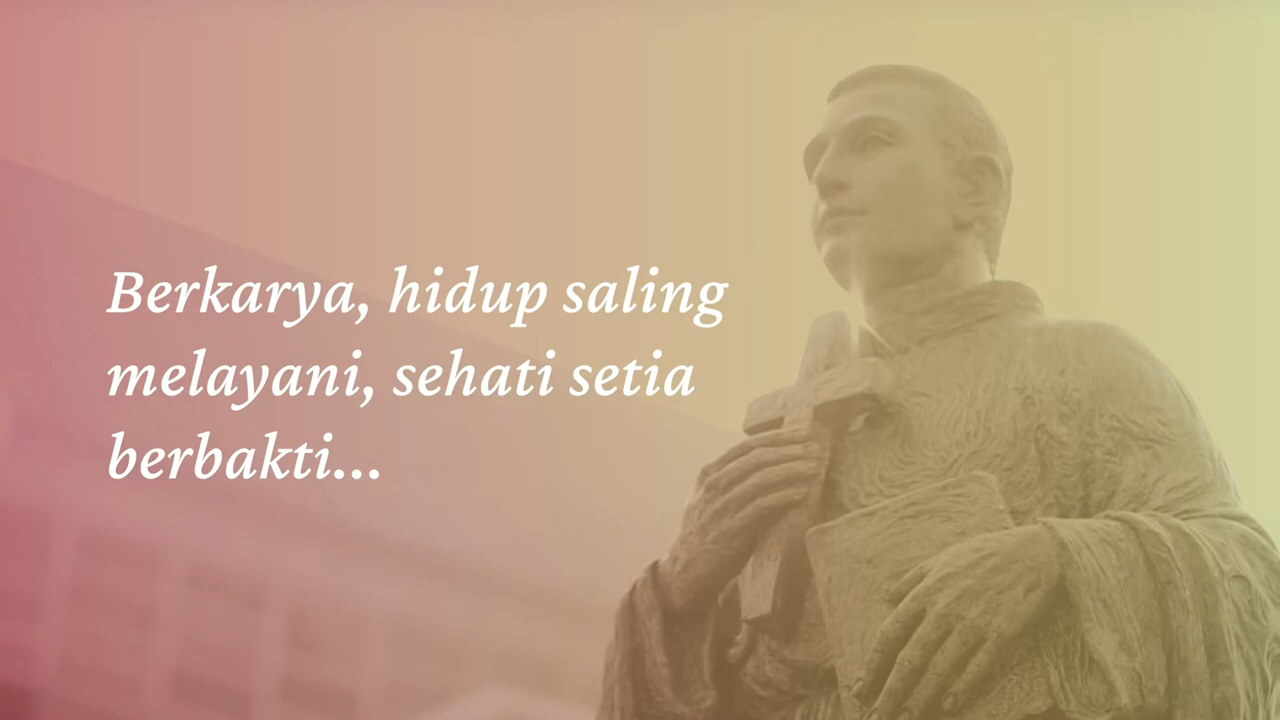 Berkarya, hidup saling
melayani, sehati setia
berbakti...